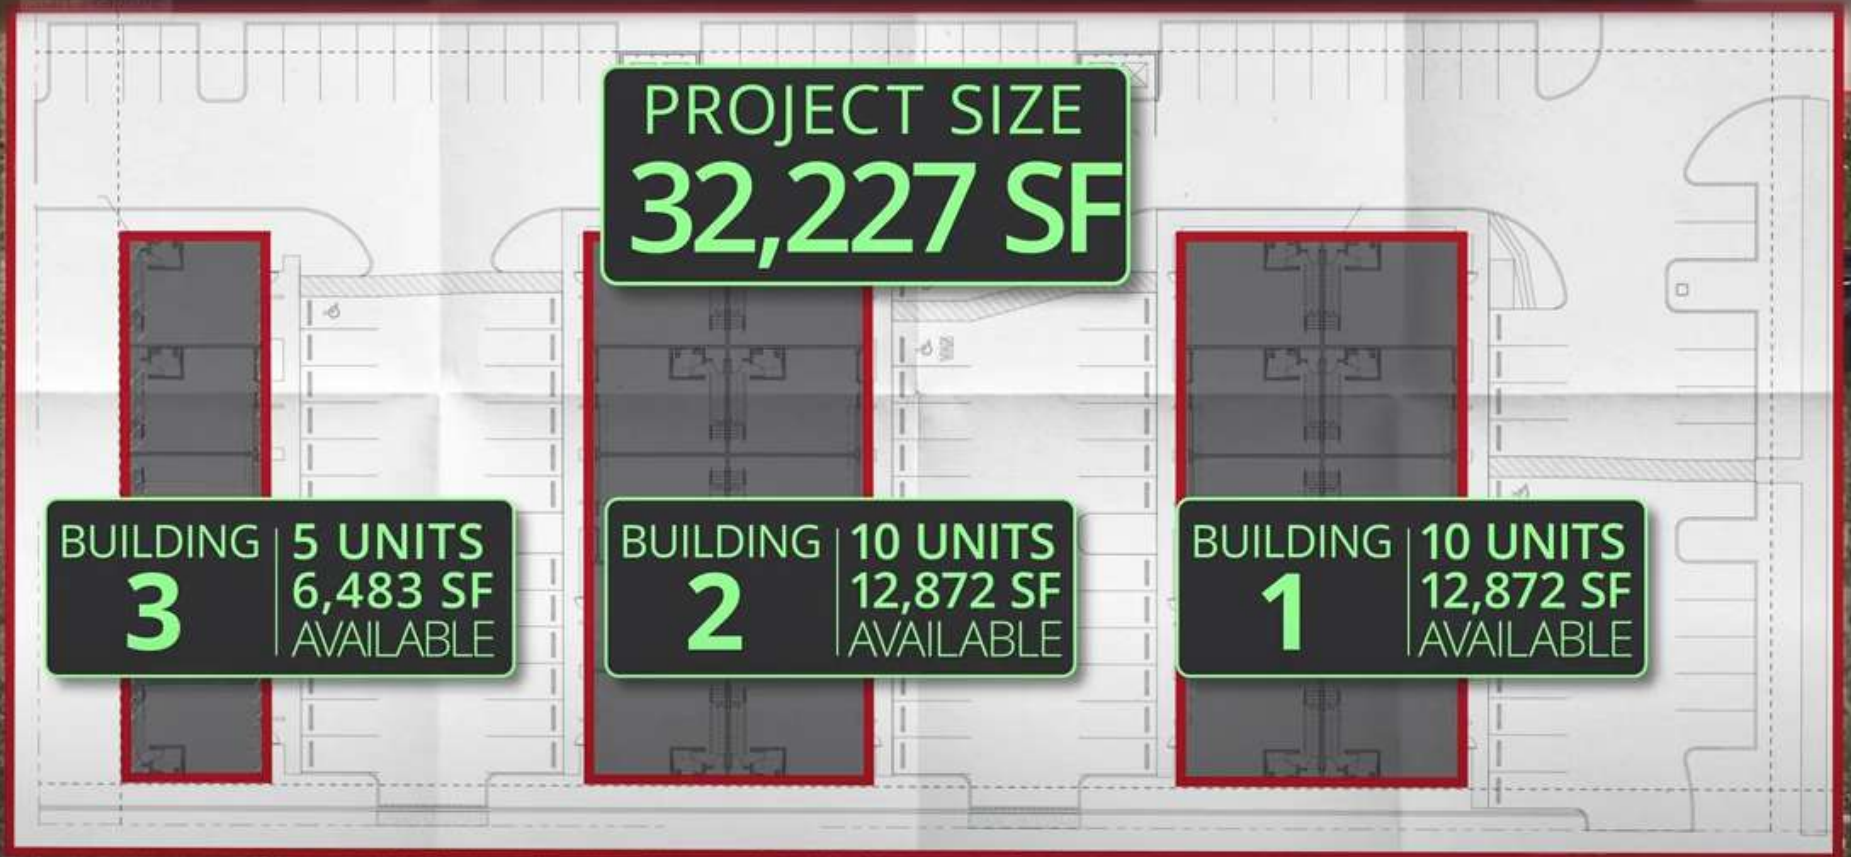 PROJECT SIZE
32,227 SF
BUILDING
3
5 UNITS
6,483 SF
AVAILABLE
BUILDING
2
10 UNITS
12,872 SF
AVAILABLE
BUILDING
1
10 UNITS
12,872 SF
AVAILABLE